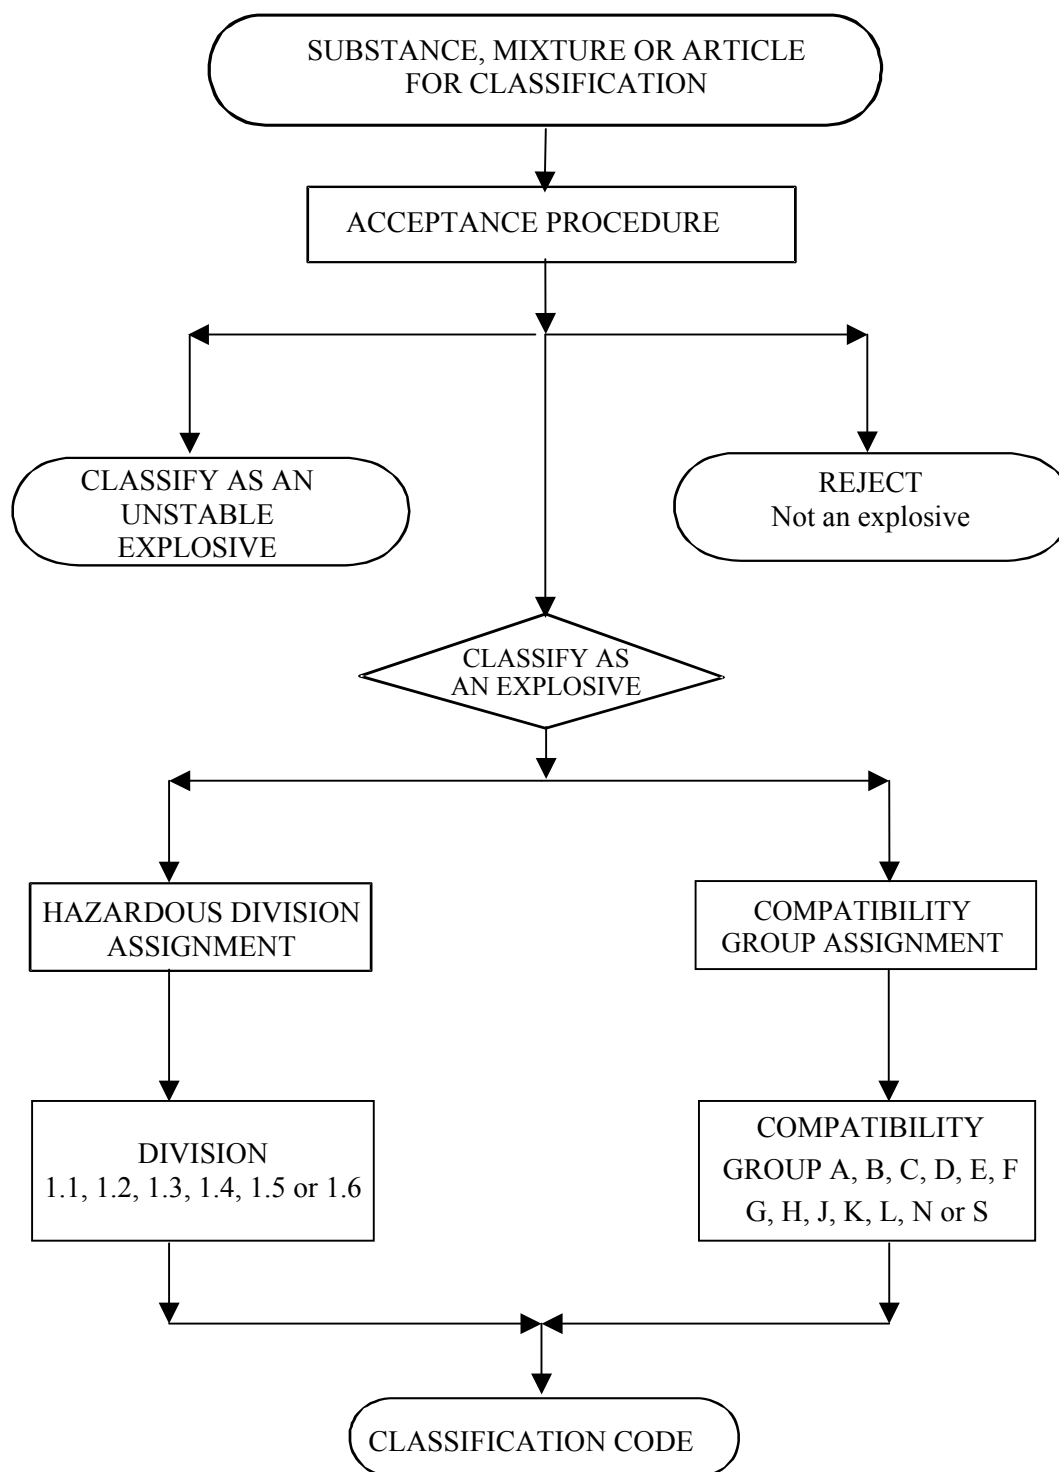 SUBSTANCE, MIXTURE OR ARTICLE
FOR CLASSIFICATION
ACCEPTANCE PROCEDURE
CLASSIFY AS AN
UNSTABLE
EXPLOSIVE
REJECT
Not an explosive
CLASSIFY AS
AN EXPLOSIVE
HAZARDOUS DIVISION
ASSIGNMENT
COMPATIBILITY
GROUP ASSIGNMENT
DIVISION
1.1, 1.2, 1.3, 1.4, 1.5 or 1.6
COMPATIBILITY
GROUP A, B, C, D, E, F
G, H, J, K, L, N or S
CLASSIFICATION CODE